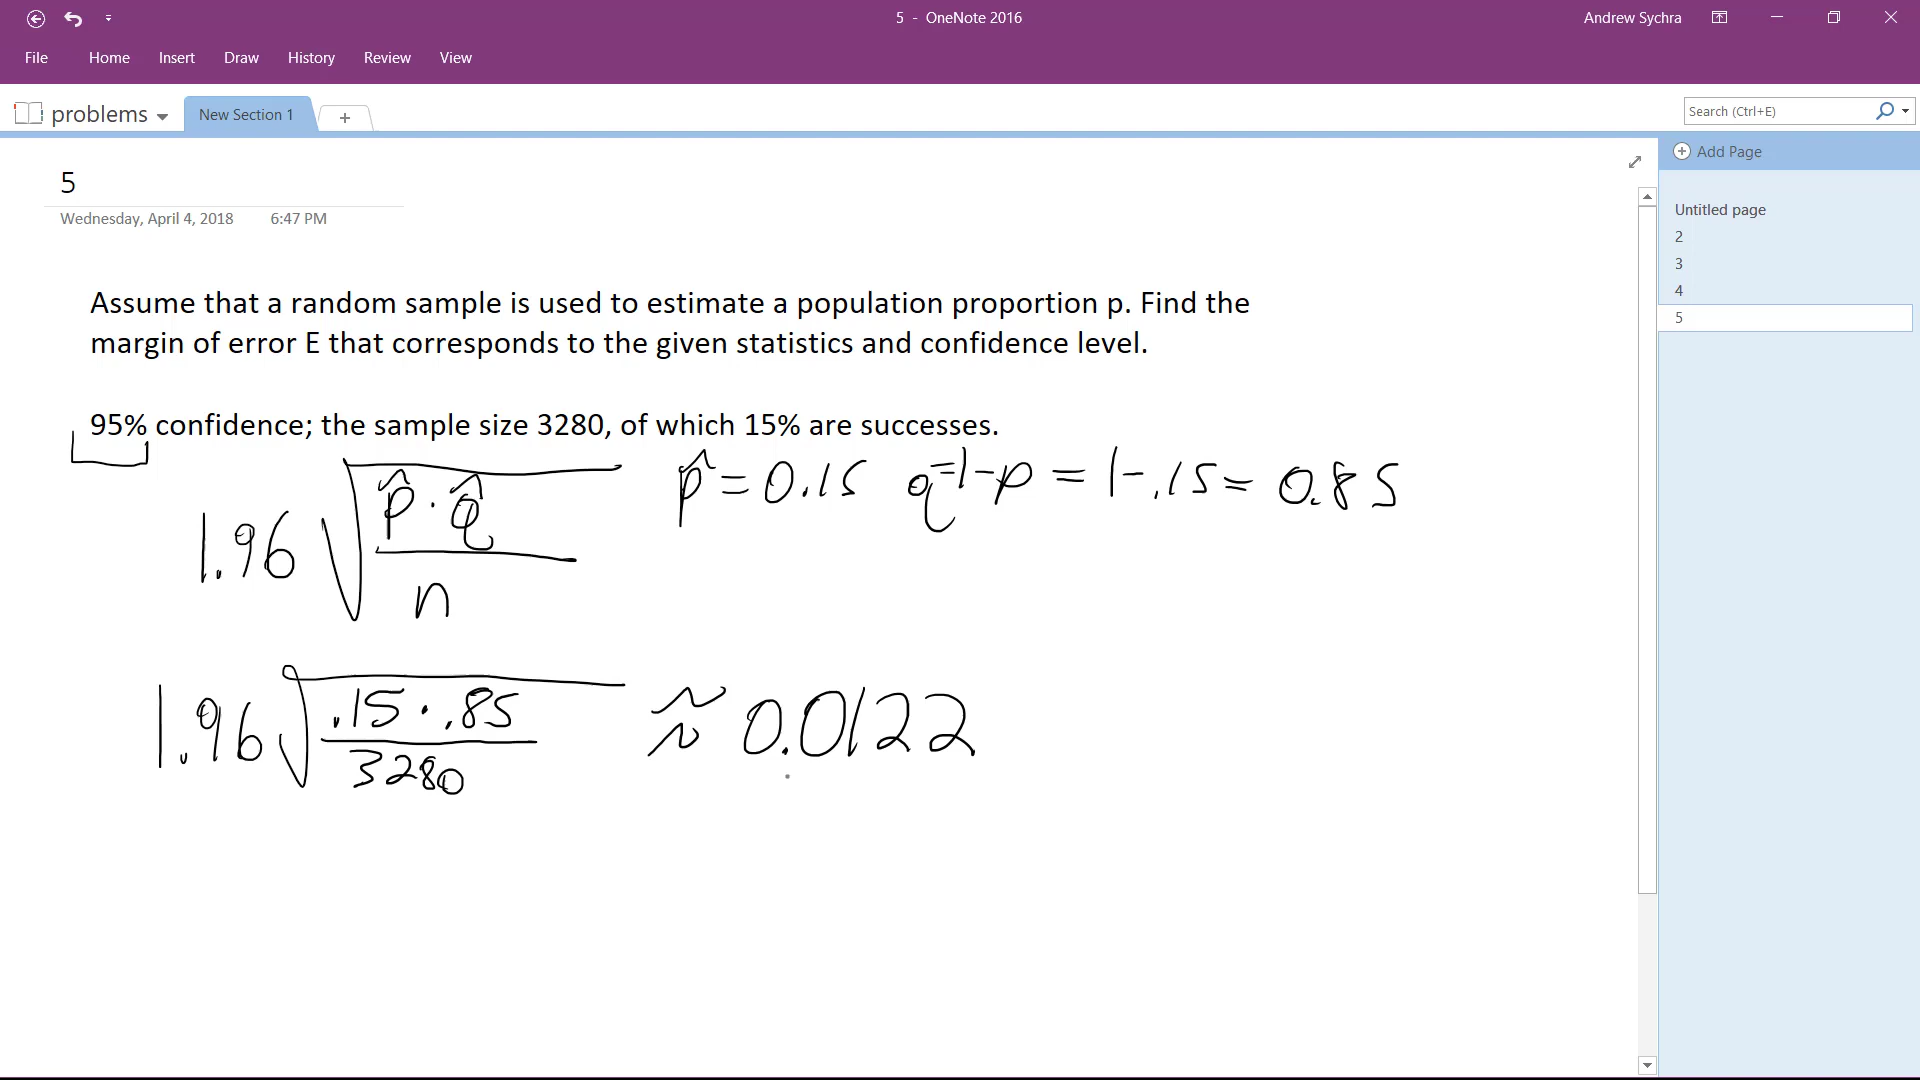 5 - OneNote 2016
Andrew Sychra
File Home Insert Draw History Review View
problems
New Section 1
+
Search (Ctrl+E)
Add Page
5
Wednesday, April 4, 2018 6:47 PM
Untitled page
2
3
4
5
Assume that a random sample is used to estimate a population proportion p. Find the
margin of error E that corresponds to the given statistics and confidence level.
95% confidence; the sample size 3280, of which 15% are successes.
p̂ = 0.15 q = 1 - p = 1 - .15 = 0.85
1.96 √(p̂ · q̂ / n)
1.96 √(.15 · .85 / 3280) ≈ 0.0122